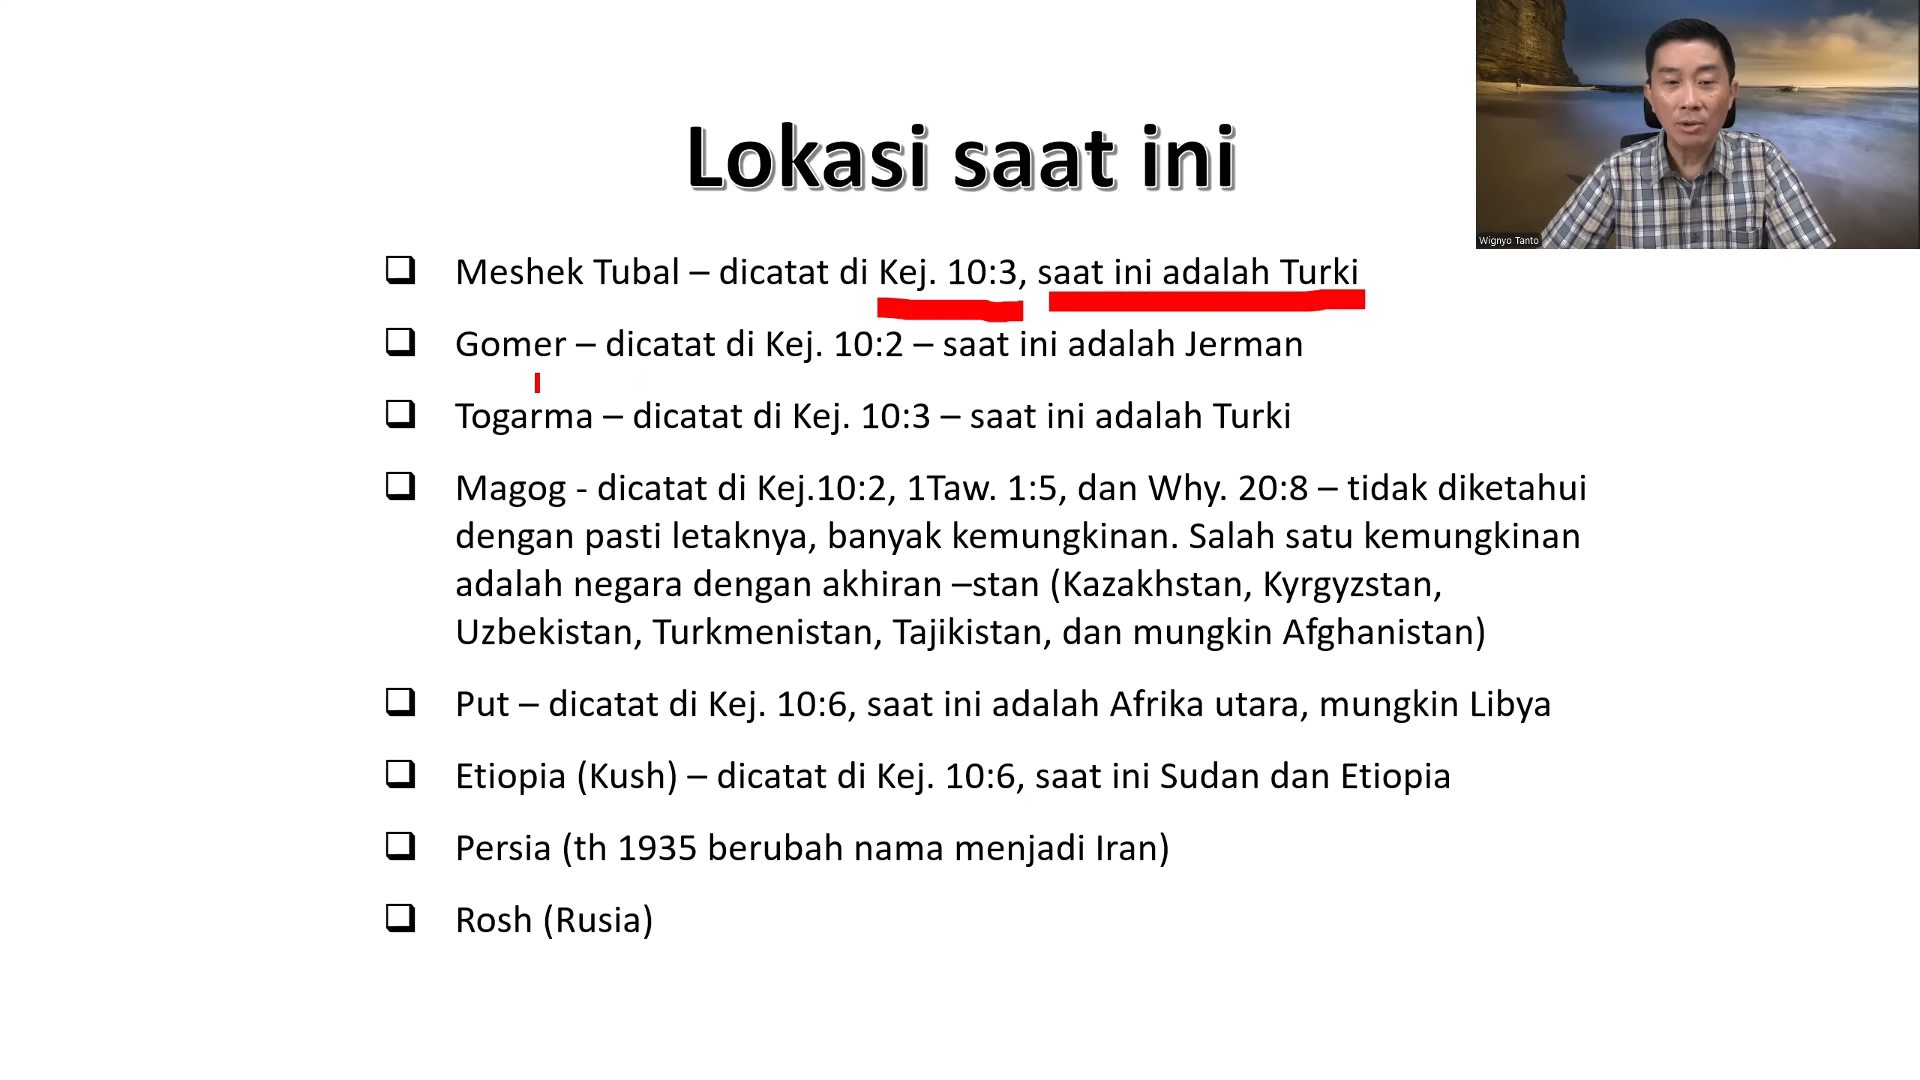 Lokasi saat ini
Wignyo Tanto
Meshek Tubal – dicatat di Kej. 10:3, saat ini adalah Turki
Gomer – dicatat di Kej. 10:2 – saat ini adalah Jerman
Togarma – dicatat di Kej. 10:3 – saat ini adalah Turki
Magog - dicatat di Kej.10:2, 1Taw. 1:5, dan Why. 20:8 – tidak diketahui
dengan pasti letaknya, banyak kemungkinan. Salah satu kemungkinan
adalah negara dengan akhiran –stan (Kazakhstan, Kyrgyzstan,
Uzbekistan, Turkmenistan, Tajikistan, dan mungkin Afghanistan)
Put – dicatat di Kej. 10:6, saat ini adalah Afrika utara, mungkin Libya
Etiopia (Kush) – dicatat di Kej. 10:6, saat ini Sudan dan Etiopia
Persia (th 1935 berubah nama menjadi Iran)
Rosh (Rusia)